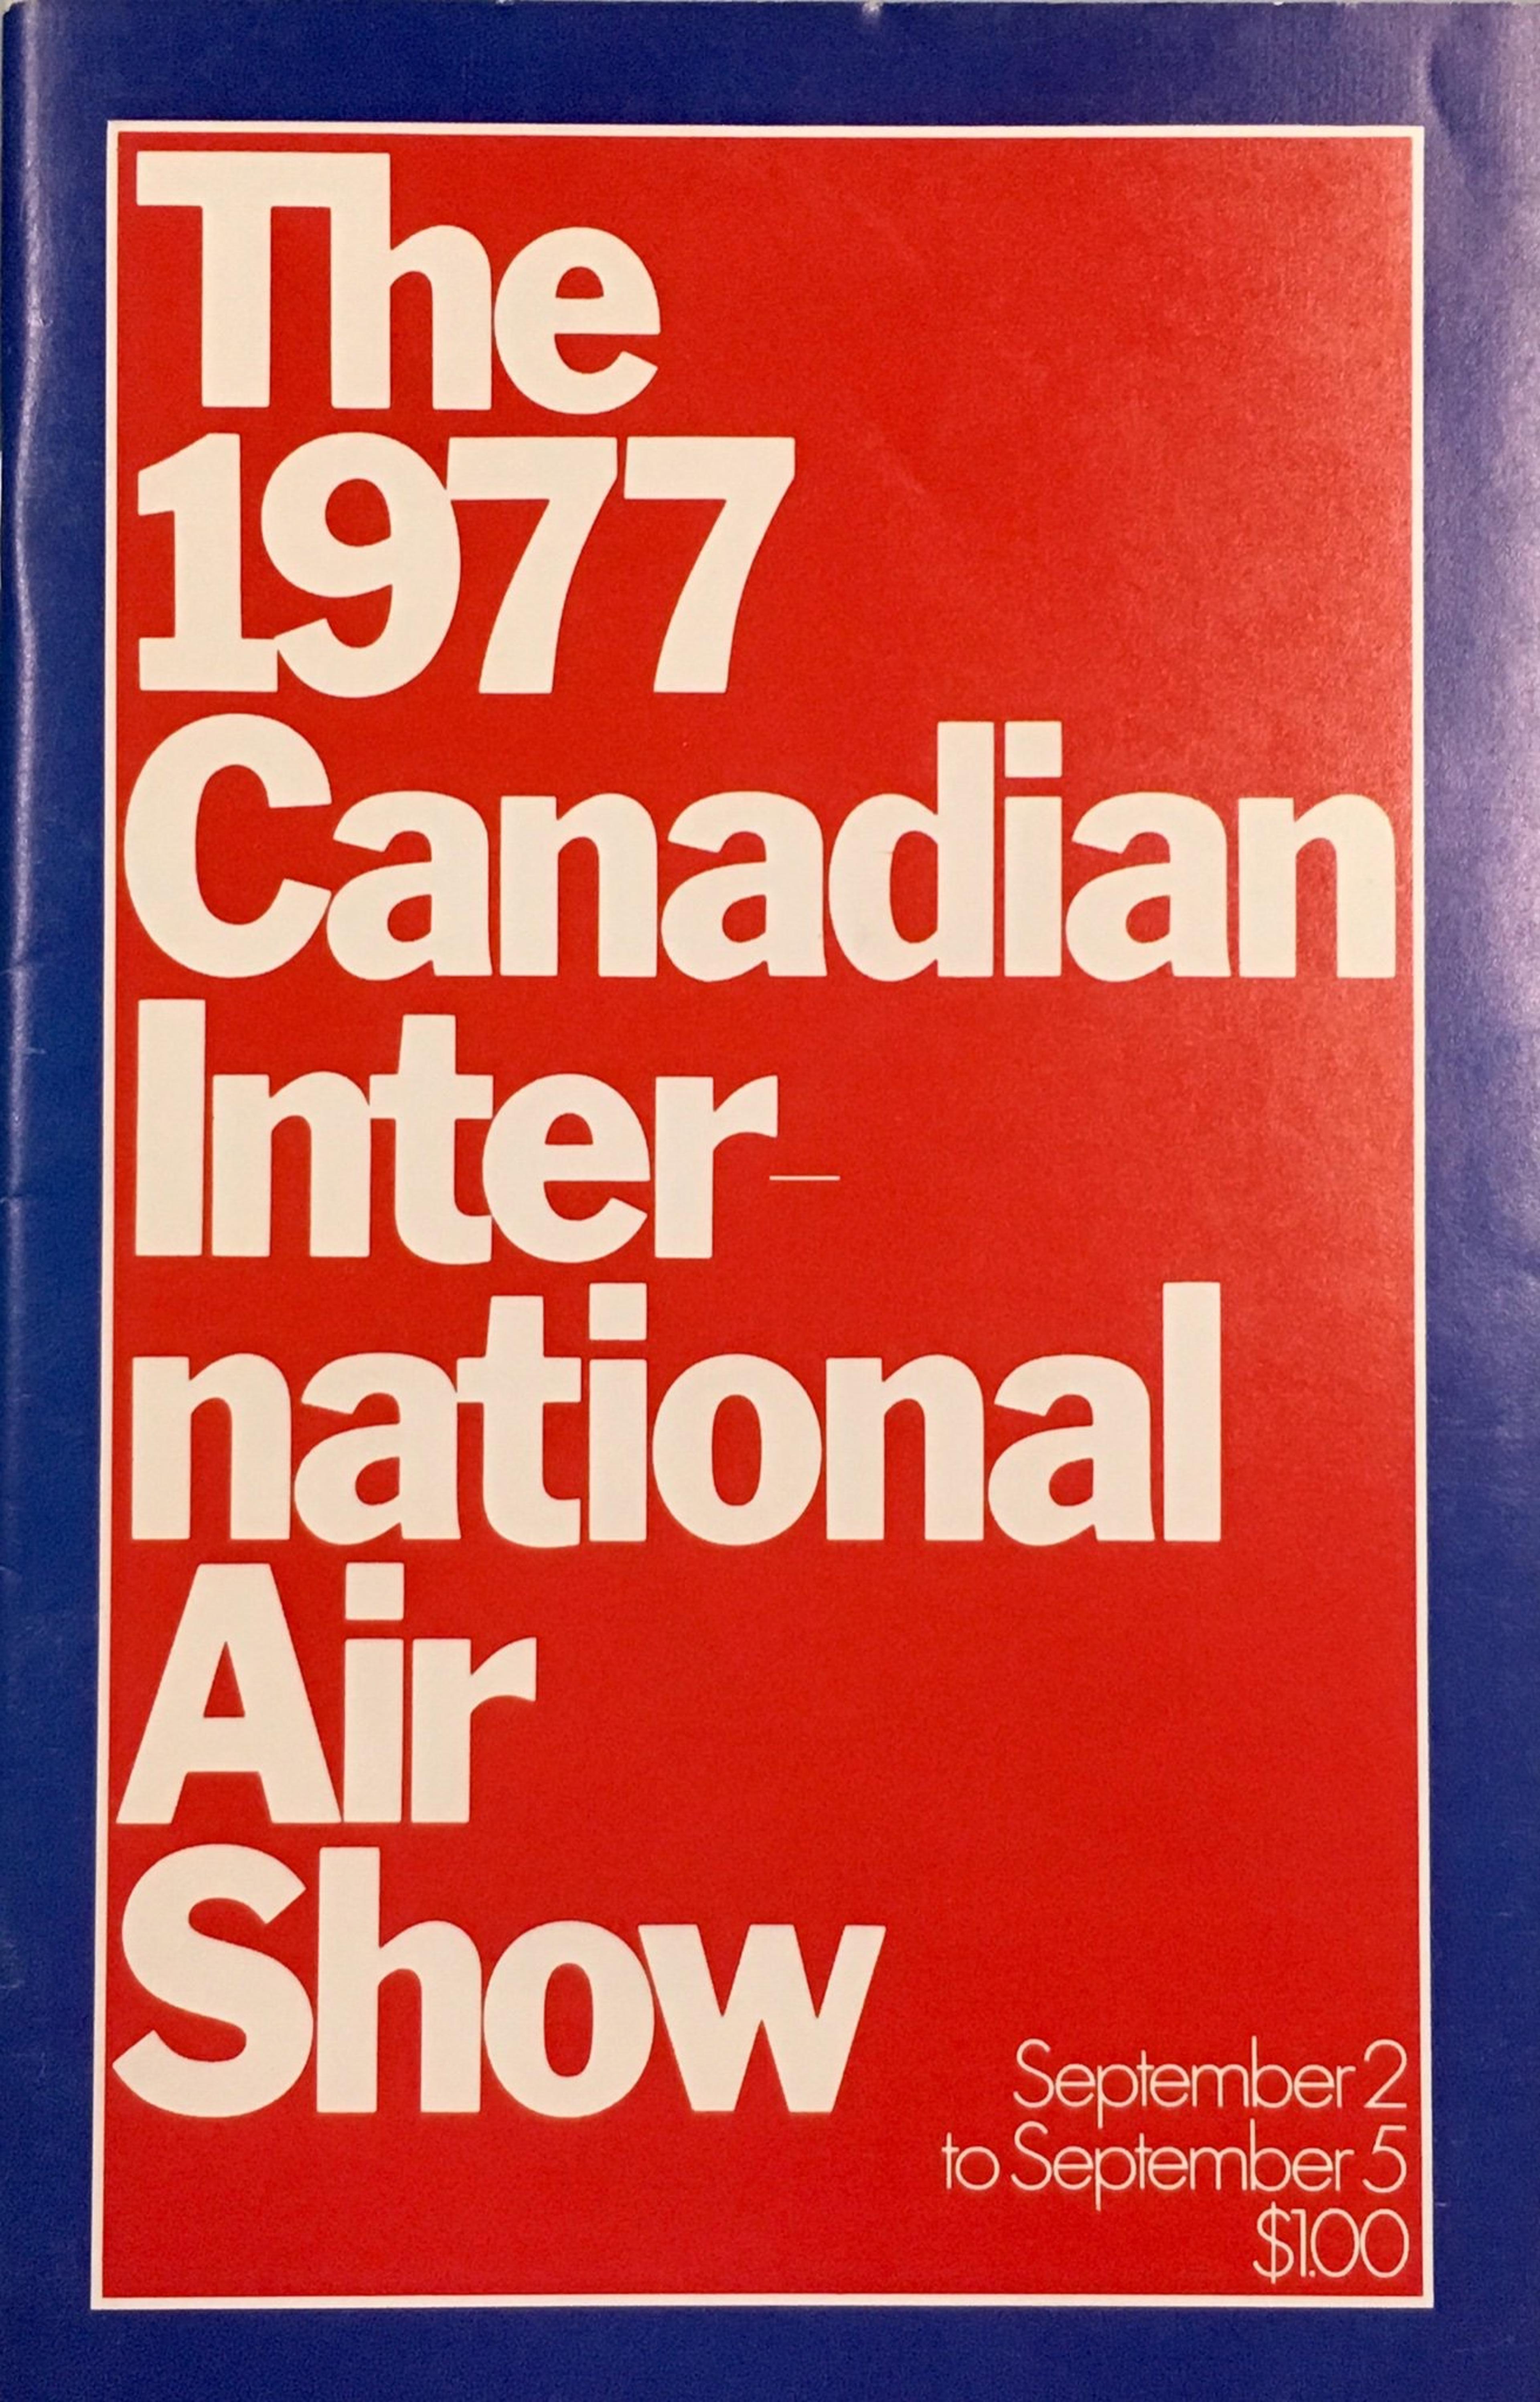 The
1977
Canadian
Inter-
national
Air
Show
September 2
to September 5
$1.00